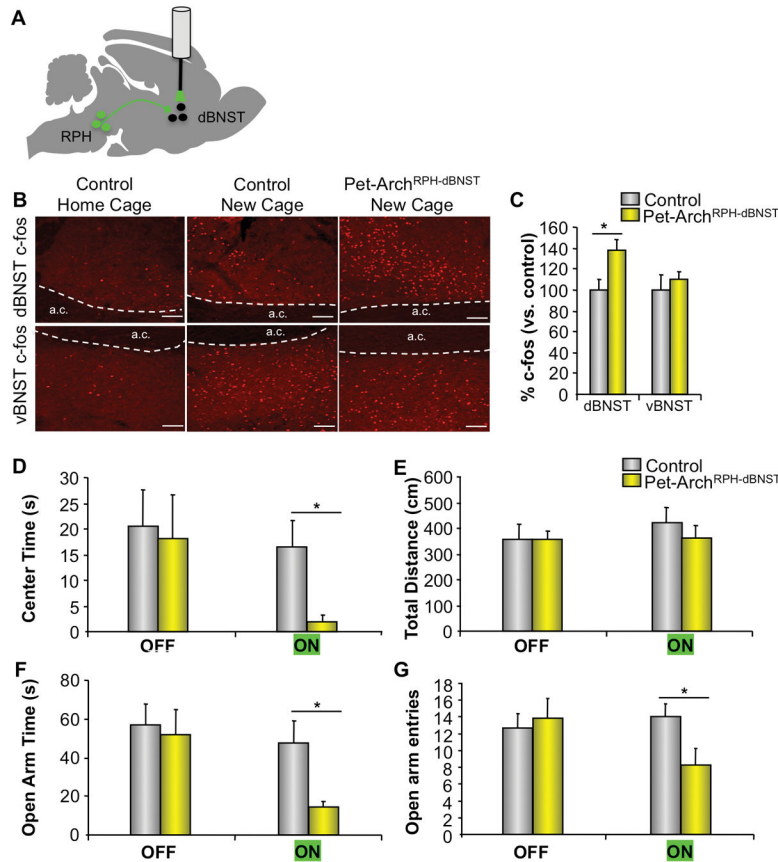 A
RPH
dBNST
B
Control
Home Cage
Control
New Cage
Pet-Arch^RPH-dBNST
New Cage
dBNST c-fos
a.c.
a.c.
a.c.
vBNST c-fos
a.c.
a.c.
a.c.
C
Control
Pet-Arch^RPH-dBNST
% c-fos (vs. control)
160
140
120
100
80
60
40
20
0
*
dBNST
vBNST
D
Center Time (s)
30
25
20
15
10
5
0
*
OFF
ON
E
Control
Pet-Arch^RPH-dBNST
Total Distance (cm)
600
500
400
300
200
100
0
OFF
ON
F
Open Arm Time (s)
80
60
40
20
0
*
OFF
ON
G
Open arm entries
18
16
14
12
10
8
6
4
2
0
*
OFF
ON